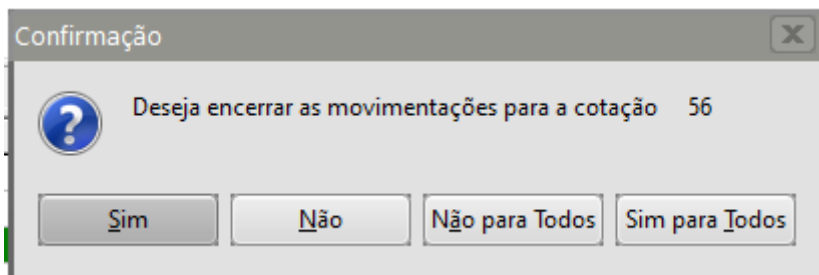 Confirmação
Deseja encerrar as movimentações para a cotação 56
Sim
Não
Não para Todos
Sim para Todos